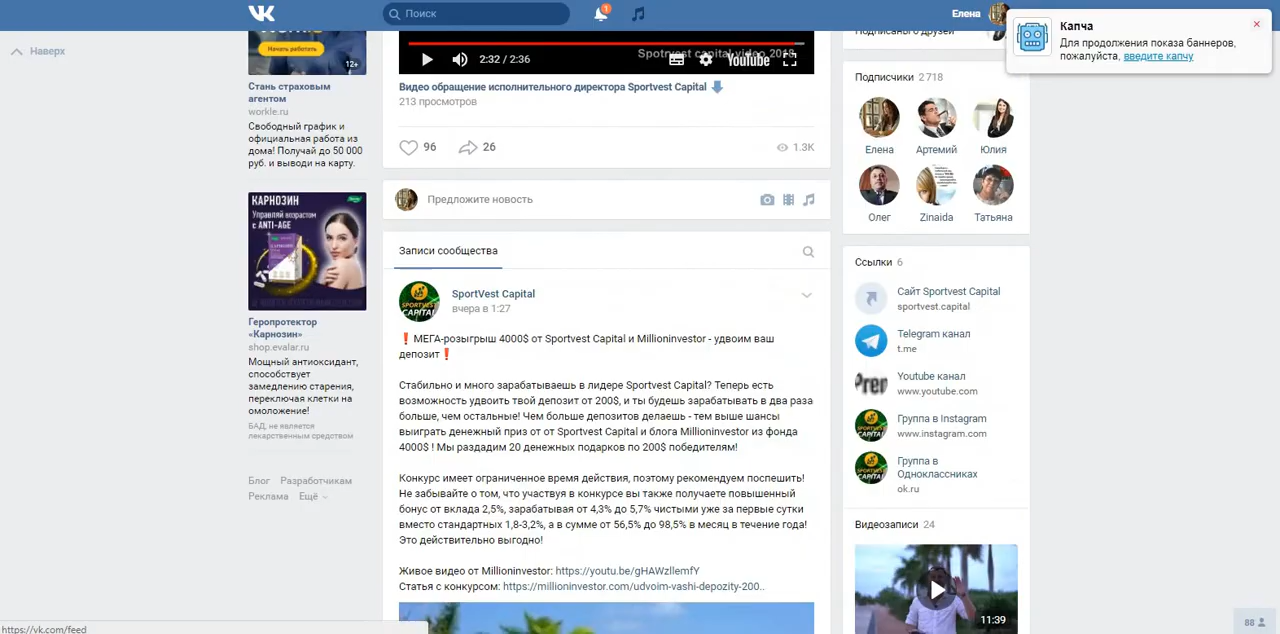 Поиск
1
Елена
Капча
Для продолжения показа баннеров,
пожалуйста, введите капчу
Наверх
Workle
Начать работать
12+
Стань страховым
агентом
workle.ru
Свободный график и
официальная работа из
дома! Получай до 50 000
руб. и выводи на карту.
КАРНОЗИН
Управляй возрастом
с ANTI-AGE
Геропротектор
«Карнозин»
shop.evalar.ru
Мощный антиоксидант,
способствует
замедлению старения,
переключая клетки на
омоложение!
БАД, не является
лекарственным средством
Блог Разработчикам
Реклама Ещё
https://vk.com/feed
2:32 / 2:36
Spotrvest capital video 2018
YouTube
Видео обращение исполнительного директора Sportvest Capital
213 просмотров
96
26
1.3K
Предложите новость
Записи сообщества
SPORTVEST
CAPITAL
SportVest Capital
вчера в 1:27
❗ МЕГА-розыгрыш 4000$ от Sportvest Capital и Millioninvestor - удвоим ваш
депозит❗
Стабильно и много зарабатываешь в лидере Sportvest Capital? Теперь есть
возможность удвоить твой депозит от 200$, и ты будешь зарабатывать в два раза
больше, чем остальные! Чем больше депозитов делаешь - тем выше шансы
выиграть денежный приз от от Sportvest Capital и блога Millioninvestor из фонда
4000$ ! Мы раздадим 20 денежных подарков по 200$ победителям!
Конкурс имеет ограниченное время действия, поэтому рекомендуем поспешить!
Не забывайте о том, что участвуя в конкурсе вы также получаете повышенный
бонус от вклада 2,5%, зарабатывая от 4,3% до 5,7% чистыми уже за первые сутки
вместо стандартных 1,8-3,2%, а в сумме от 56,5% до 98,5% в месяц в течение года!
Это действительно выгодно!
Живое видео от Millioninvestor: https://youtu.be/gHAWzllemfY
Статья с конкурсом: https://millioninvestor.com/udvoim-vashi-depozity-200..
Подписаны 3 друзей
Подписчики 2 718
Елена
Артемий
Юлия
Олег
Zinaida
Татьяна
Ссылки 6
Сайт Sportvest Capital
sportvest.capital
Telegram канал
t.me
Youtube канал
www.youtube.com
Группа в Instagram
www.instagram.com
Группа в
Одноклассниках
ok.ru
Видеозаписи 24
11:39
88